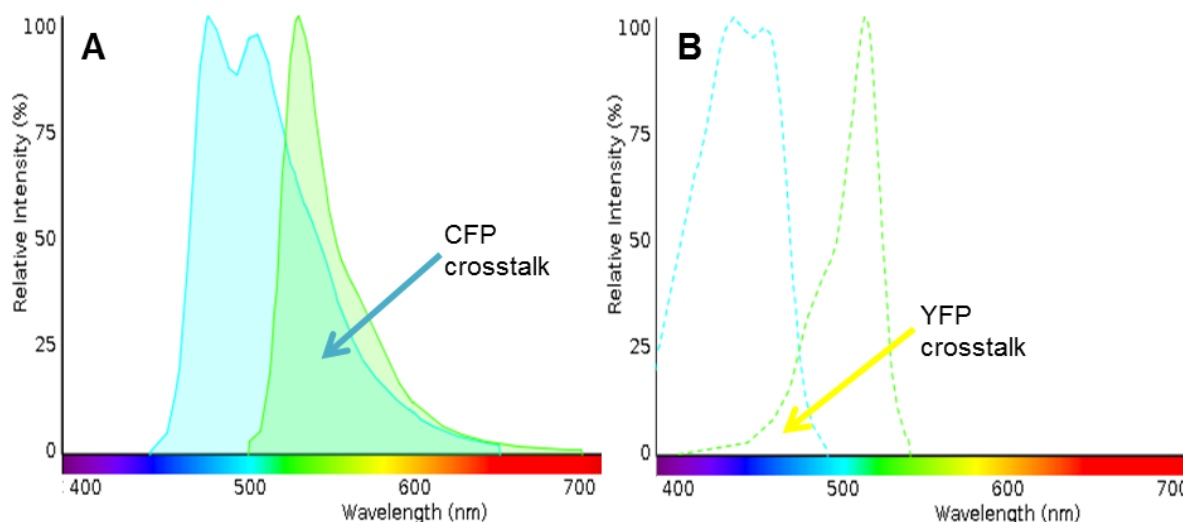 A
100
75
50
25
0
Relative Intensity (%)
CFP
crosstalk
400 500 600 700
Wavelength (nm)
B
100
75
50
25
0
Relative Intensity (%)
YFP
crosstalk
400 500 600 700
Wavelength (nm)